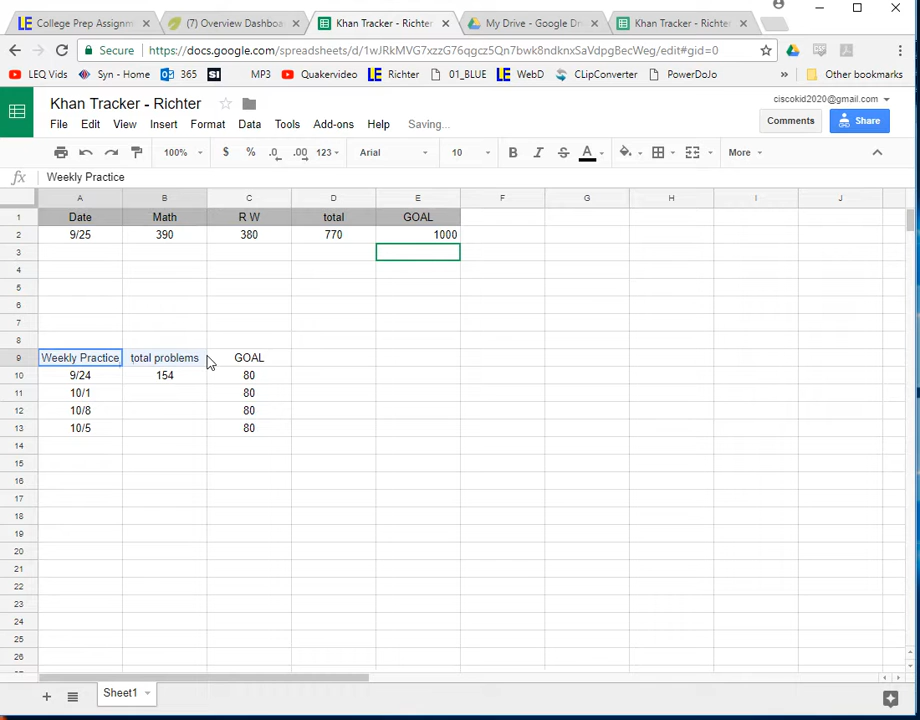 College Prep Assignm
(7) Overview Dashboa
Khan Tracker - Richter
My Drive - Google Dri
Khan Tracker - Richte
Secure
https://docs.google.com/spreadsheets/d/1wJRkMVG7xzzG76qgcz5Qn7bwk8ndknxSaVdpgBecWeg/edit#gid=0
LEQ Vids
Syn - Home
365
MP3
Quakervideo
Richter
01_BLUE
WebD
ClipConverter
PowerDoJo
»
Other bookmarks
Khan Tracker - Richter
ciscokid2020@gmail.com
File Edit View Insert Format Data Tools Add-ons Help Saving...
Comments
Share
100% $ % .0 .00 123 Arial 10 B I S A More
fx Weekly Practice
A B C D E F G H I J
1 Date Math R W total GOAL
2 9/25 390 380 770 1000
3
4
5
6
7
8
9 Weekly Practice total problems GOAL
10 9/24 154 80
11 10/1 80
12 10/8 80
13 10/5 80
14
15
16
17
18
19
20
21
22
23
24
25
26
+ Sheet1